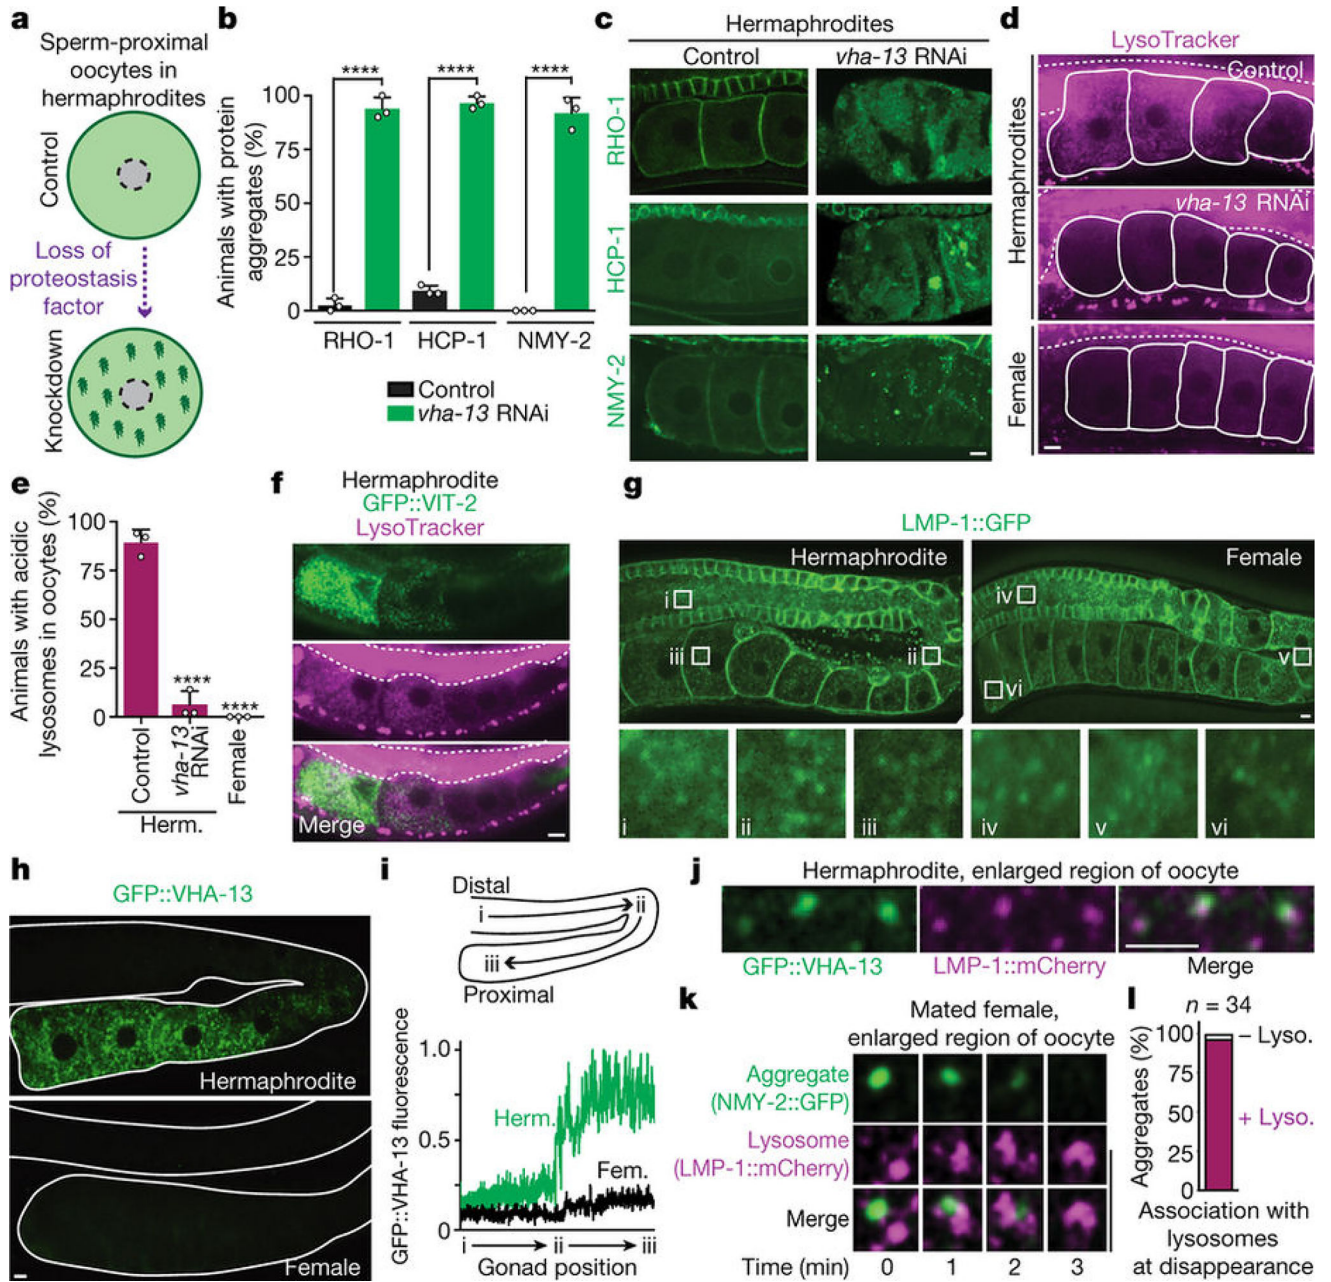 a
Sperm-proximal
oocytes in
hermaphrodites
Control
Loss of
proteostasis
factor
Knockdown
b
Animals with protein
aggregates (%)
100
75
50
25
0
****
****
****
RHO-1
HCP-1
NMY-2
Control
vha-13 RNAi
c
Hermaphrodites
Control
vha-13 RNAi
RHO-1
HCP-1
NMY-2
d
LysoTracker
Control
vha-13 RNAi
Hermaphrodites
Female
e
Animals with acidic
lysosomes in oocytes (%)
100
75
50
25
0
****
****
Control
vha-13
RNAi
Female
Herm.
f
Hermaphrodite
GFP::VIT-2
LysoTracker
Merge
g
LMP-1::GFP
Hermaphrodite
Female
i
ii
iii
iv
v
vi
i
ii
iii
iv
v
vi
h
GFP::VHA-13
Hermaphrodite
Female
i
Distal
i
ii
iii
Proximal
GFP::VHA-13 fluorescence
1.0
0.5
0
Herm.
Fem.
i
ii
iii
Gonad position
j
Hermaphrodite, enlarged region of oocyte
GFP::VHA-13
LMP-1::mCherry
Merge
k
Mated female,
enlarged region of oocyte
Aggregate
(NMY-2::GFP)
Lysosome
(LMP-1::mCherry)
Merge
Time (min)
0
1
2
3
l
n = 34
Aggregates (%)
100
75
50
25
0
– Lyso.
+ Lyso.
Association with
lysosomes
at disappearance